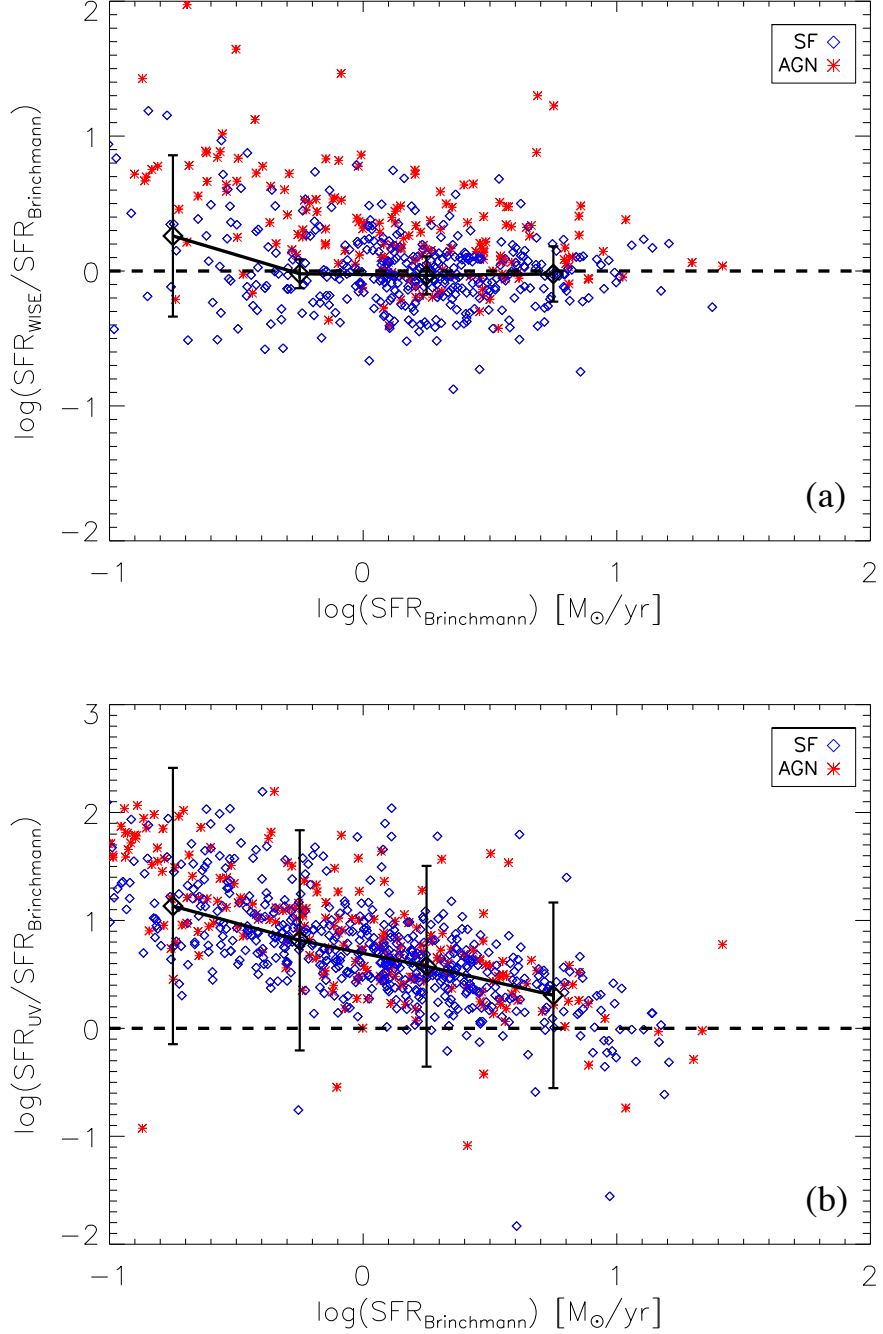 2
1
0
−1
−2
log(SFR_WISE/SFR_Brinchmann)
SF
AGN
(a)
−1 0 1 2
log(SFR_Brinchmann) [M_⊙/yr]
3
2
1
0
−1
−2
log(SFR_UV/SFR_Brinchmann)
SF
AGN
(b)
−1 0 1 2
log(SFR_Brinchmann) [M_⊙/yr]